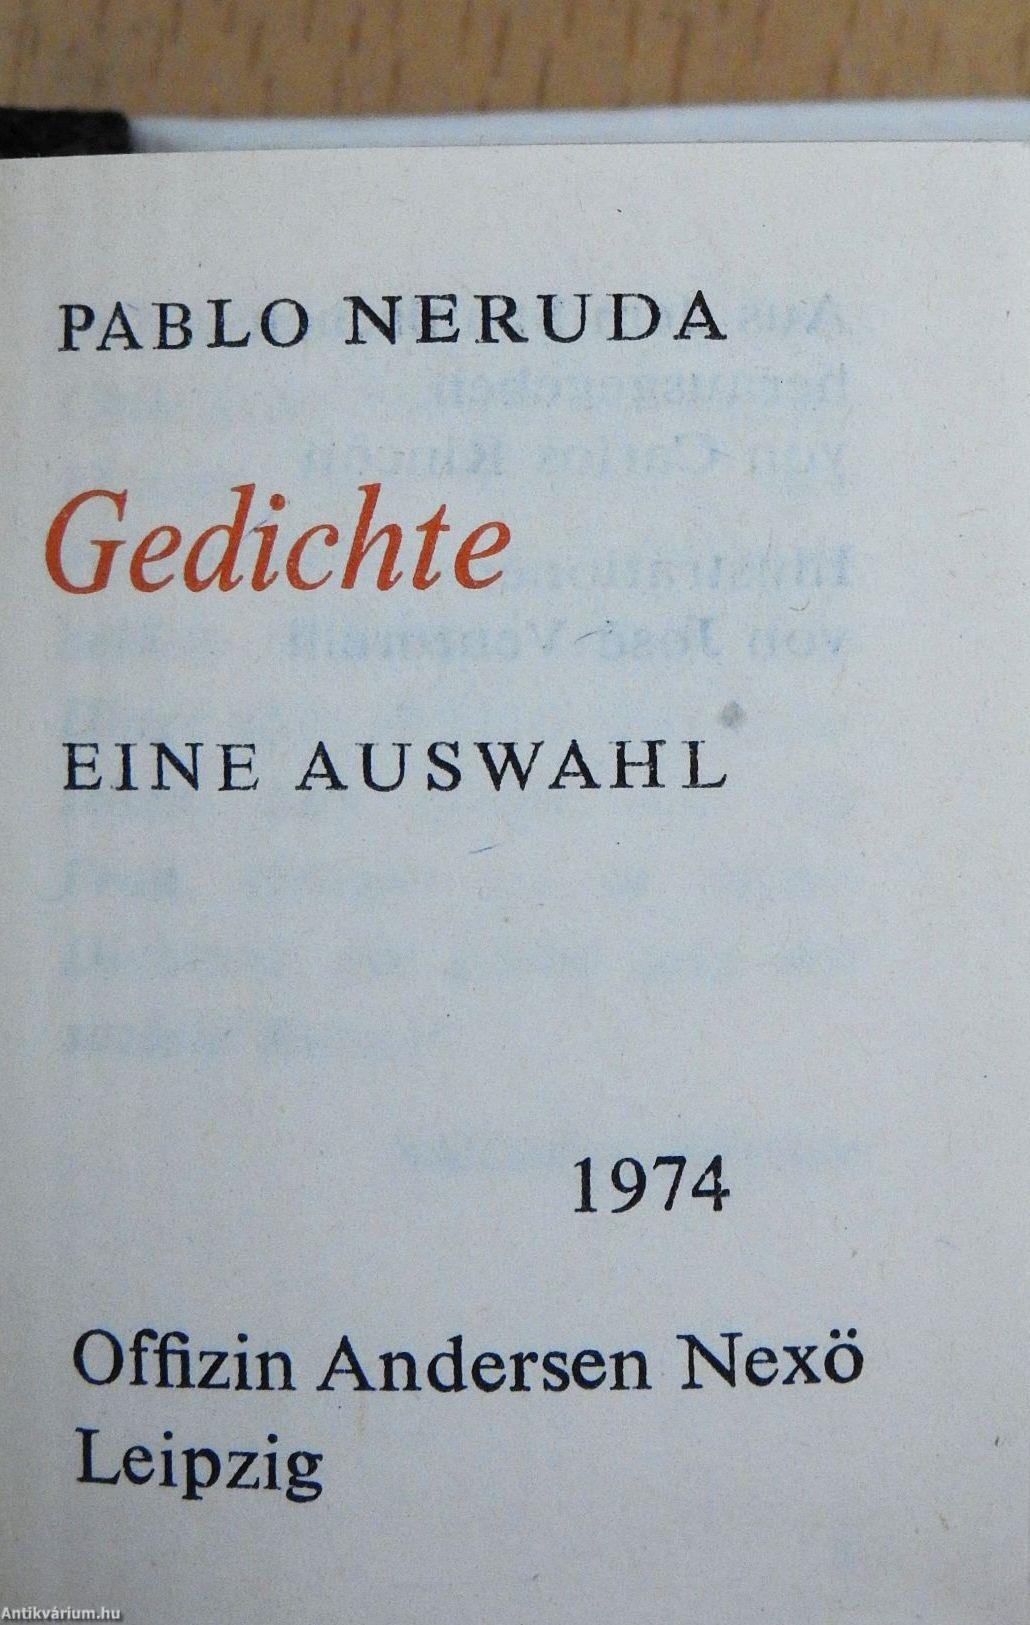 PABLO NERUDA
Gedichte
EINE AUSWAHL
1974
Offizin Andersen Nexö
Leipzig
Antikvárium.hu